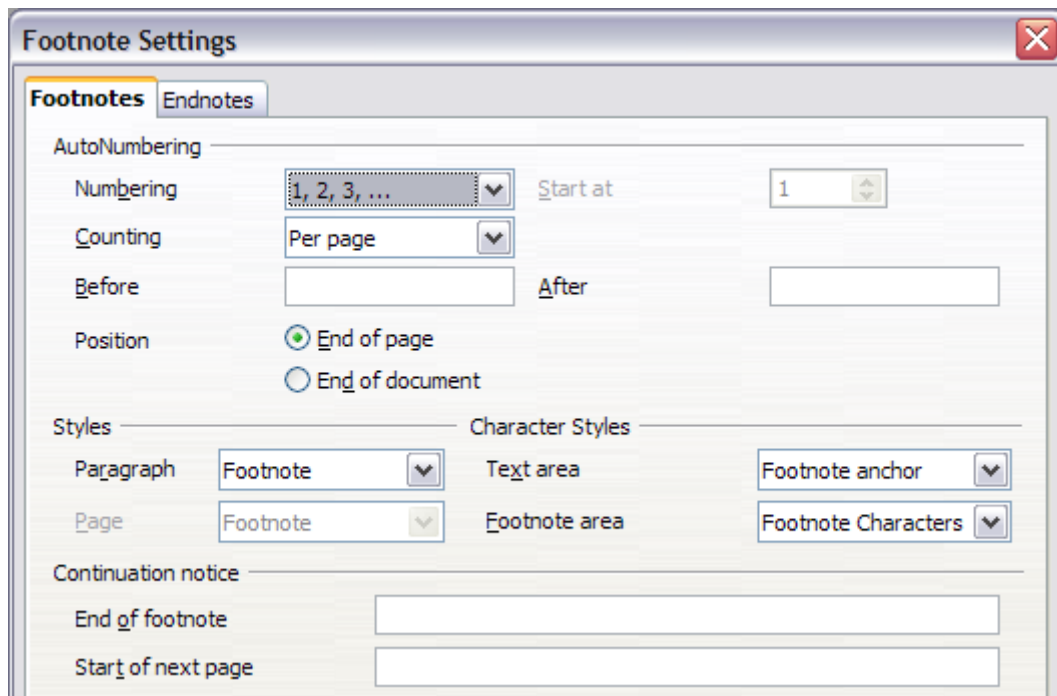 Footnote Settings
Footnotes Endnotes
AutoNumbering
Numbering 1, 2, 3, ... Start at 1
Counting Per page
Before After
Position End of page
End of document
Styles Character Styles
Paragraph Footnote Text area Footnote anchor
Page Footnote Footnote area Footnote Characters
Continuation notice
End of footnote
Start of next page